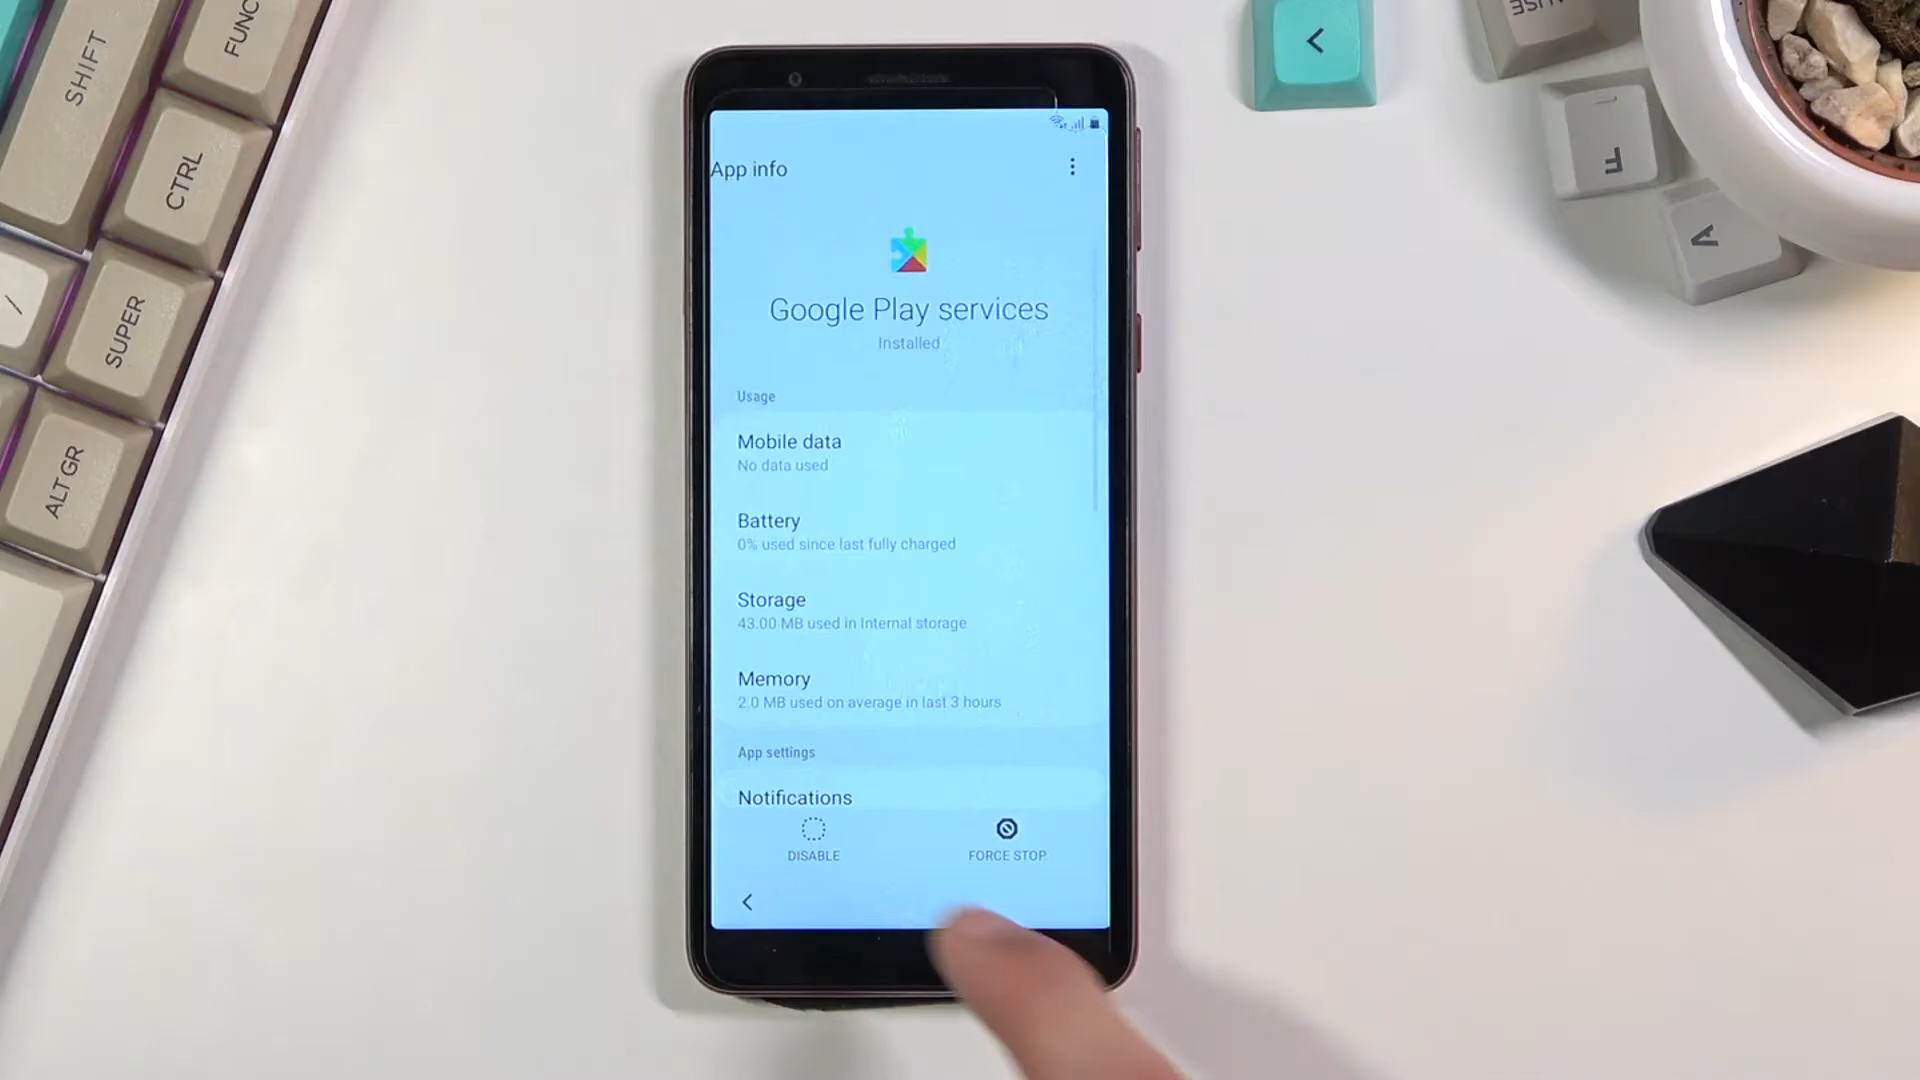 SHIFT
FUNC
CTRL
/
SUPER
ALTGR
<
F
A
App info
Google Play services
Installed
Usage
Mobile data
No data used
Battery
0% used since last fully charged
Storage
43.00 MB used in Internal storage
Memory
2.0 MB used on average in last 3 hours
App settings
Notifications
DISABLE
FORCE STOP